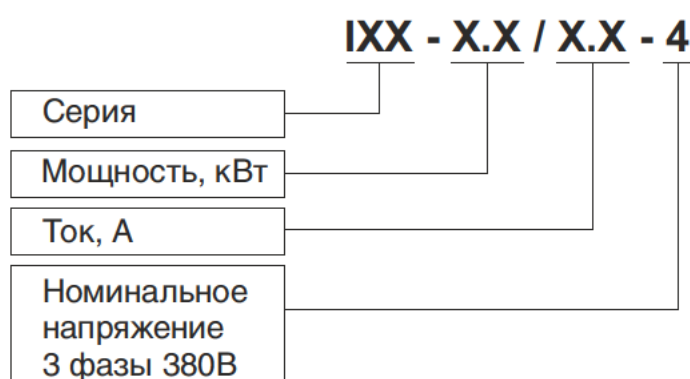 IXX - X.X / X.X - 4
Серия
Мощность, кВт
Ток, А
Номинальное
напряжение
3 фазы 380В